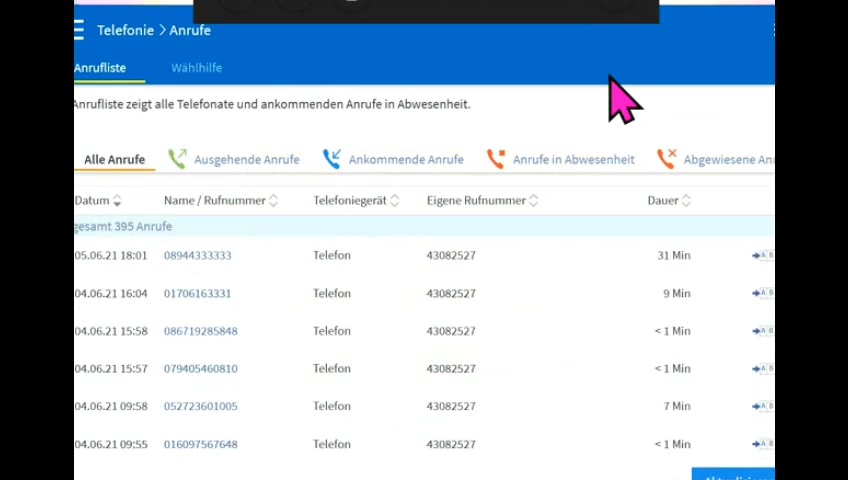 Telefonie > Anrufe
Anrufliste Wählhilfe
Anrufliste zeigt alle Telefonate und ankommenden Anrufe in Abwesenheit.
Alle Anrufe Ausgehende Anrufe Ankommende Anrufe Anrufe in Abwesenheit Abgewiesene An
Datum Name / Rufnummer Telefoniegerät Eigene Rufnummer Dauer
gesamt 395 Anrufe
05.06.21 18:01 08944333333 Telefon 43082527 31 Min
04.06.21 16:04 01706163331 Telefon 43082527 9 Min
04.06.21 15:58 086719285848 Telefon 43082527 < 1 Min
04.06.21 15:57 079405460810 Telefon 43082527 < 1 Min
04.06.21 09:58 052723601005 Telefon 43082527 7 Min
04.06.21 09:55 016097567648 Telefon 43082527 < 1 Min